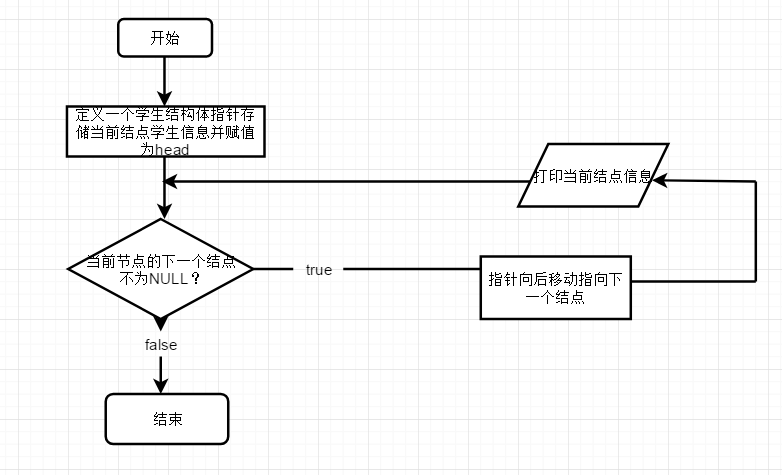 开始
定义一个学生结构体指针存
储当前结点学生信息并赋值
为head
打印当前结点信息
当前节点的下一个结点
不为NULL？
true
指针向后移动指向下
一个结点
false
结束